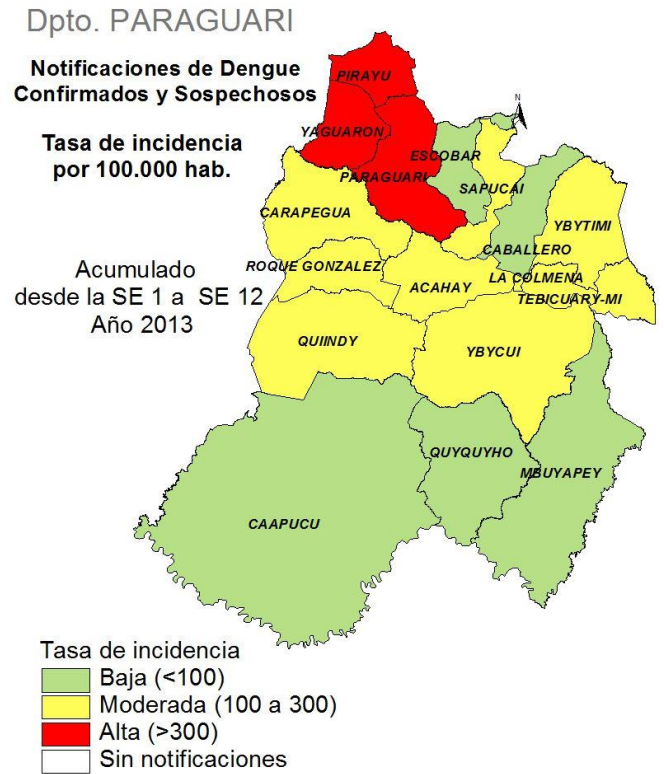 Dpto. PARAGUARI
Notificaciones de Dengue
Confirmados y Sospechosos
Tasa de incidencia
por 100.000 hab.
Acumulado
desde la SE 1 a SE 12
Año 2013
N
PIRAYU
YAGUARON
ESCOBAR
PARAGUARI
SAPUCAI
CARAPEGUA
YBYTIMI
CABALLERO
ROQUE GONZALEZ
LA COLMENA
ACAHAY
TEBICUARY-MI
QUIINDY
YBYCUI
QUYQUYHO
MBUYAPEY
CAAPUCU
Tasa de incidencia
Baja (<100)
Moderada (100 a 300)
Alta (>300)
Sin notificaciones